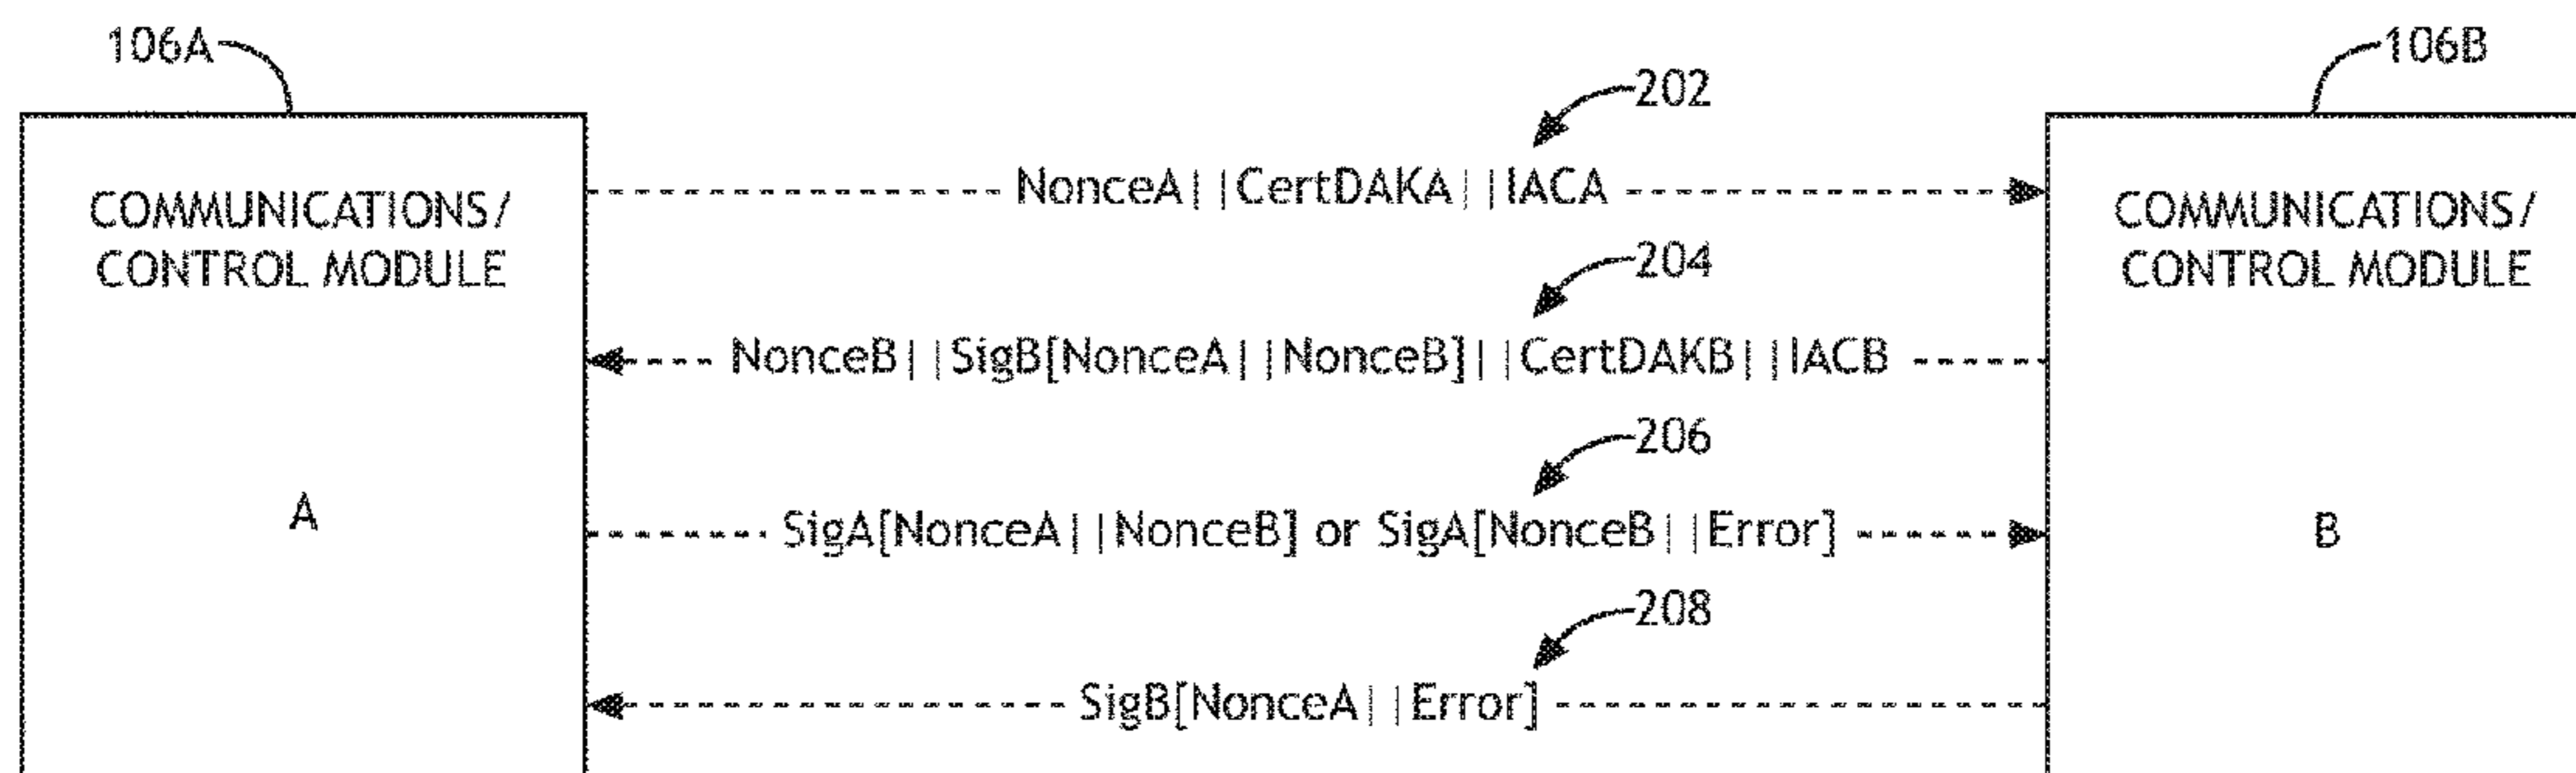 106A
106B
202
NonceA||CertDAKA||IACA
COMMUNICATIONS/
CONTROL MODULE
COMMUNICATIONS/
CONTROL MODULE
204
NonceB||SigB[NonceA||NonceB]||CertDAKB||IACB
206
A
SigA[NonceA||NonceB] or SigA[NonceB||Error]
B
208
SigB[NonceA||Error]